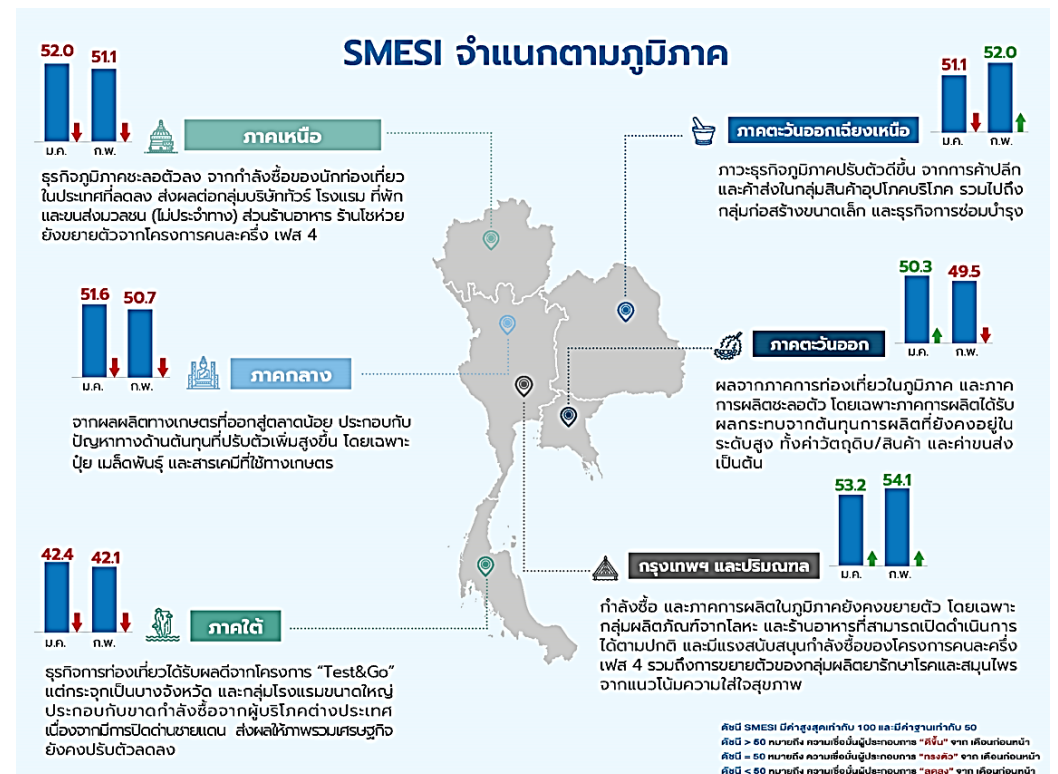 SMESI จำแนกตามภูมิภาค
52.0 51.1
ม.ค. ก.พ.
ภาคเหนือ
ธุรกิจภูมิภาคชะลอตัวลง จากกำลังซื้อของนักท่องเที่ยว
ในประเทศที่ลดลง ส่งผลต่อกลุ่มบริษัททัวร์ โรงแรม ที่พัก
และขนส่งมวลชน (ไม่ประจำทาง) ส่วนร้านอาหาร ร้านโชห่วย
ยังขยายตัวจากโครงการคนละครึ่ง เฟส 4
51.6 50.7
ม.ค. ก.พ.
ภาคกลาง
จากผลผลิตทางเกษตรที่ออกสู่ตลาดน้อย ประกอบกับ
ปัญหาทางด้านต้นทุนที่ปรับตัวเพิ่มสูงขึ้น โดยเฉพาะ
ปุ๋ย เมล็ดพันธุ์ และสารเคมีที่ใช้ทางเกษตร
42.4 42.1
ม.ค. ก.พ.
ภาคใต้
ธุรกิจการท่องเที่ยวได้รับผลดีจากโครงการ “Test&Go”
แต่กระจุกเป็นบางจังหวัด และกลุ่มโรงแรมขนาดใหญ่
ประกอบกับขาดกำลังซื้อจากผู้บริโภคต่างประเทศ
เนื่องจากมีการปิดด่านชายแดน ส่งผลให้ภาพรวมเศรษฐกิจ
ยังคงปรับตัวลดลง
51.1 52.0
ม.ค. ก.พ.
ภาคตะวันออกเฉียงเหนือ
ภาวะธุรกิจภูมิภาคปรับตัวดีขึ้น จากการค้าปลีก
และค้าส่งในกลุ่มสินค้าอุปโภคบริโภค รวมไปถึง
กลุ่มก่อสร้างขนาดเล็ก และธุรกิจการซ่อมบำรุง
50.3 49.5
ม.ค. ก.พ.
ภาคตะวันออก
ผลจากภาคการท่องเที่ยวในภูมิภาค และภาค
การผลิตชะลอตัว โดยเฉพาะภาคการผลิตได้รับ
ผลกระทบจากต้นทุนการผลิตที่ยังคงอยู่ใน
ระดับสูง ทั้งค่าวัตถุดิบ/สินค้า และค่าขนส่ง
เป็นต้น
53.2 54.1
ม.ค. ก.พ.
กรุงเทพฯ และปริมณฑล
กำลังซื้อ และภาคการผลิตในภูมิภาคยังคงขยายตัว โดยเฉพาะ
กลุ่มผลิตภัณฑ์จากโลหะ และร้านอาหารที่สามารถเปิดดำเนินการ
ได้ตามปกติ และมีแรงสนับสนุนกำลังซื้อของโครงการคนละครึ่ง
เฟส 4 รวมถึงการขยายตัวของกลุ่มผลิตยารักษาโรคและสมุนไพร
จากแนวโน้มความใส่ใจสุขภาพ
ดัชนี SMESI มีค่าสูงสุดเท่ากับ 100 และมีค่าฐานเท่ากับ 50
ดัชนี > 50 หมายถึง ความเชื่อมั่นผู้ประกอบการ “ดีขึ้น” จาก เดือนก่อนหน้า
ดัชนี = 50 หมายถึง ความเชื่อมั่นผู้ประกอบการ “ทรงตัว” จาก เดือนก่อนหน้า
ดัชนี < 50 หมายถึง ความเชื่อมั่นผู้ประกอบการ “ลดลง” จาก เดือนก่อนหน้า